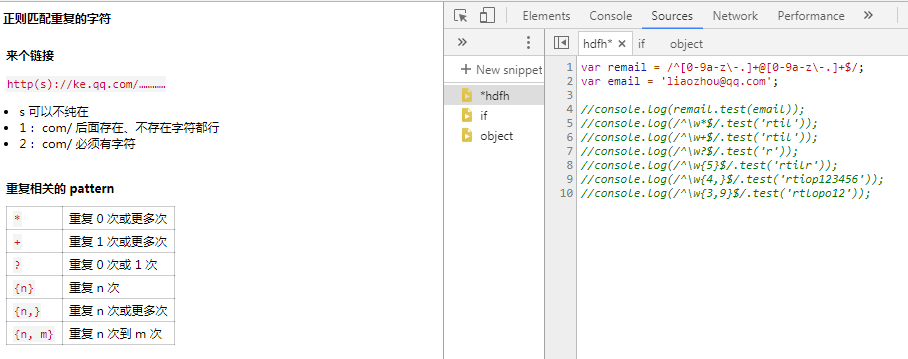 正则匹配重复的字符
来个链接
http(s)://ke.qq.com/…………
s 可以不纯在
1： com/ 后面存在、不存在字符都行
2： com/ 必须有字符
重复相关的 pattern
* 重复 0 次或更多次
+ 重复 1 次或更多次
? 重复 0 次或 1 次
{n} 重复 n 次
{n,} 重复 n 次或更多次
{n, m} 重复 n 次到 m 次
Elements Console Sources Network Performance »
» hdfh* × if object
+ New snippet
*hdfh
if
object
1 var remail = /^[0-9a-z\-.]+@[0-9a-z\-.]+$/;
2 var email = 'liaozhou@qq.com';
3
4 //console.log(remail.test(email));
5 //console.log(/^\w*$/.test('rtil'));
6 //console.log(/^\w+$/.test('rtil'));
7 //console.log(/^\w?$/.test('r'));
8 //console.log(/^\w{5}$/.test('rtilr'));
9 //console.log(/^\w{4,}$/.test('rtiop123456'));
10 //console.log(/^\w{3,9}$/.test('rtlopo12'));